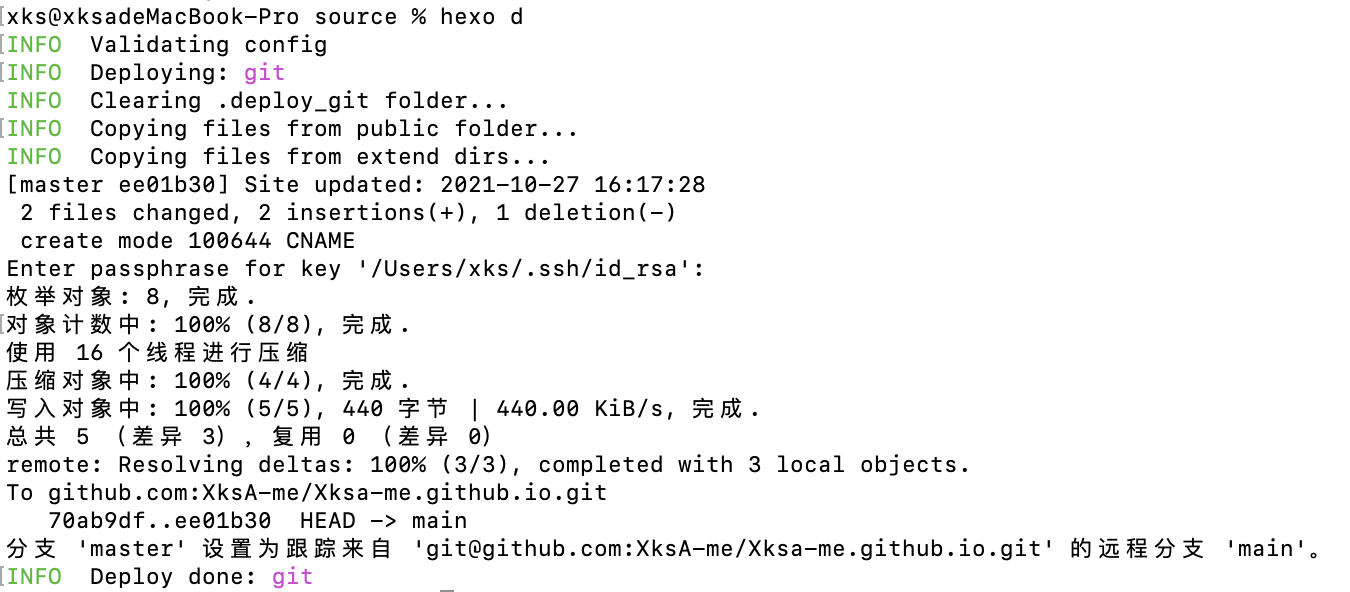 xks@xksadeMacBook-Pro source % hexo d
INFO  Validating config
INFO  Deploying: git
INFO  Clearing .deploy_git folder...
INFO  Copying files from public folder...
INFO  Copying files from extend dirs...
[master ee01b30] Site updated: 2021-10-27 16:17:28
 2 files changed, 2 insertions(+), 1 deletion(-)
 create mode 100644 CNAME
Enter passphrase for key '/Users/xks/.ssh/id_rsa':
枚举对象: 8, 完成.
对象计数中: 100% (8/8), 完成.
使用 16 个线程进行压缩
压缩对象中: 100% (4/4), 完成.
写入对象中: 100% (5/5), 440 字节 | 440.00 KiB/s, 完成.
总共 5 （差异 3），复用 0 （差异 0）
remote: Resolving deltas: 100% (3/3), completed with 3 local objects.
To github.com:XksA-me/Xksa-me.github.io.git
   70ab9df..ee01b30  HEAD -> main
分支 'master' 设置为跟踪来自 'git@github.com:XksA-me/Xksa-me.github.io.git' 的远程分支 'main'。
INFO  Deploy done: git